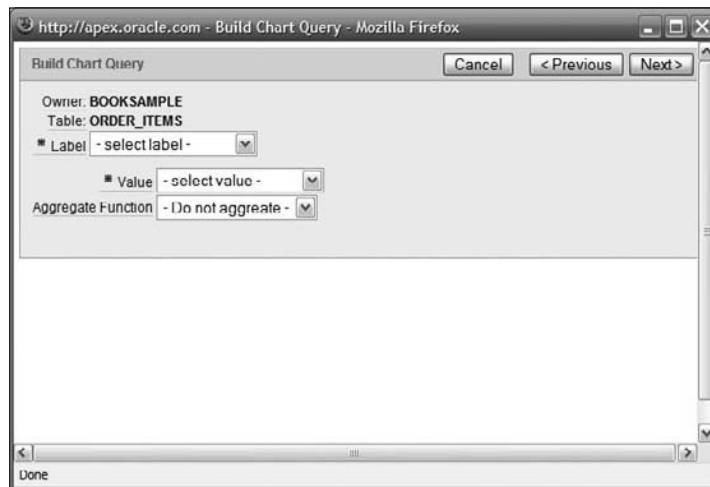 http://apex.oracle.com - Build Chart Query - Mozilla Firefox
Build Chart Query
Cancel
< Previous
Next >
Owner: BOOKSAMPLE
Table: ORDER_ITEMS
* Label - select label -
* Value - select value -
Aggregate Function - Do not aggreate -
Done